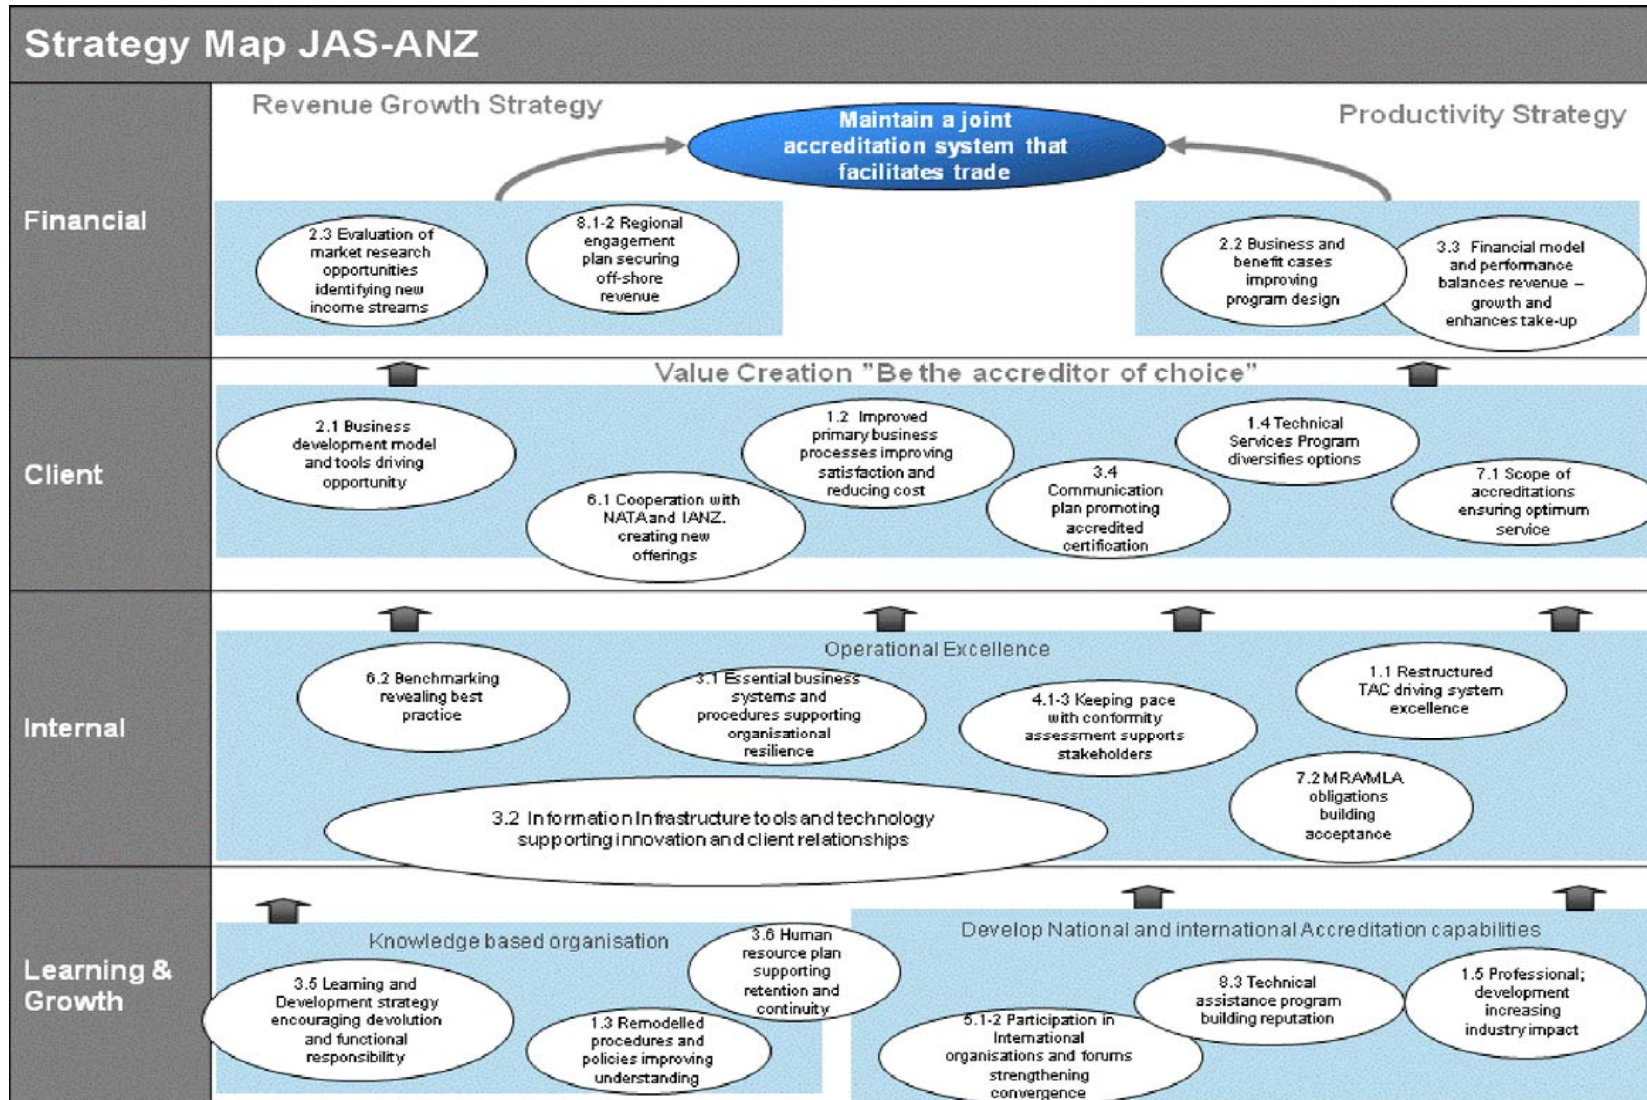 Strategy Map JAS-ANZ
Financial
Revenue Growth Strategy
Productivity Strategy
Maintain a joint
accreditation system that
facilitates trade
2.3 Evaluation of
market research
opportunities
identifying new
income streams
8.1-2 Regional
engagement
plan securing
off-shore
revenue
2.2 Business and
benefit cases
improving
program design
3.3 Financial model
and performance
balances revenue –
growth and
enhances take-up
Client
Value Creation "Be the accreditor of choice"
2.1 Business
development model
and tools driving
opportunity
6.1 Cooperation with
NATA and IANZ.
creating new
offerings
1.2 Improved
primary business
processes improving
satisfaction and
reducing cost
3.4
Communication
plan promoting
accredited
certification
1.4 Technical
Services Program
diversifies options
7.1 Scope of
accreditations
ensuring optimum
service
Internal
Operational Excellence
6.2 Benchmarking
revealing best
practice
3.1 Essential business
systems and
procedures supporting
organisational
resilience
4.1-3 Keeping pace
with conformity
assessment supports
stakeholders
1.1 Restructured
TAC driving system
excellence
7.2 MRA/MLA
obligations
building
acceptance
3.2 Information Infrastructure tools and technology
supporting innovation and client relationships
Learning &
Growth
Knowledge based organisation
3.5 Learning and
Development strategy
encouraging devolution
and functional
responsibility
1.3 Remodelled
procedures and
policies improving
understanding
3.6 Human
resource plan
supporting
retention and
continuity
Develop National and international Accreditation capabilities
5.1-2 Participation in
International
organisations and forums
strengthening
convergence
8.3 Technical
assistance program
building reputation
1.5 Professional;
development
increasing
industry impact